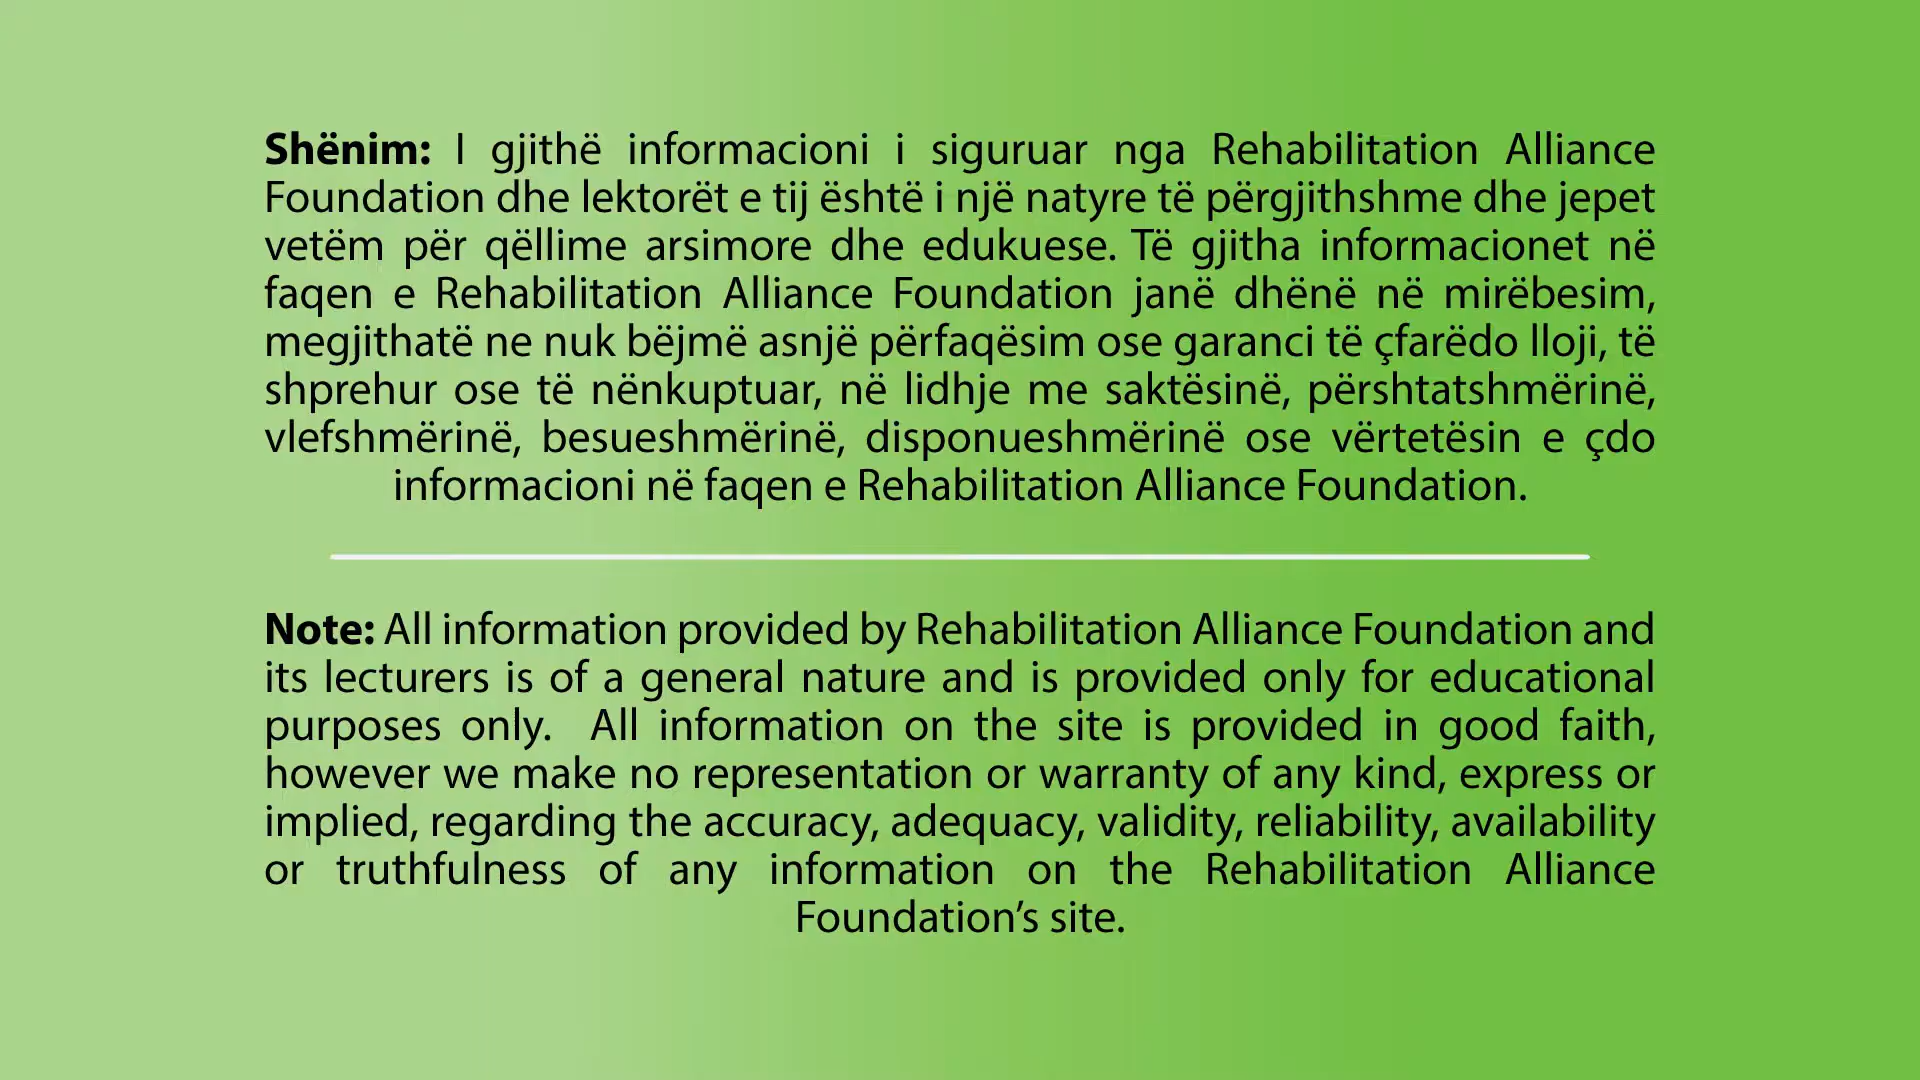 Shënim: I gjithë informacioni i siguruar nga Rehabilitation Alliance
Foundation dhe lektorët e tij është i një natyre të përgjithshme dhe jepet
vetëm për qëllime arsimore dhe edukuese. Të gjitha informacionet në
faqen e Rehabilitation Alliance Foundation janë dhënë në mirëbesim,
megjithatë ne nuk bëjmë asnjë përfaqësim ose garanci të çfarëdo lloji, të
shprehur ose të nënkuptuar, në lidhje me saktësinë, përshtatshmërinë,
vlefshmërinë, besueshmërinë, disponueshmërinë ose vërtetësin e çdo
informacioni në faqen e Rehabilitation Alliance Foundation.
Note: All information provided by Rehabilitation Alliance Foundation and
its lecturers is of a general nature and is provided only for educational
purposes only. All information on the site is provided in good faith,
however we make no representation or warranty of any kind, express or
implied, regarding the accuracy, adequacy, validity, reliability, availability
or truthfulness of any information on the Rehabilitation Alliance
Foundation’s site.